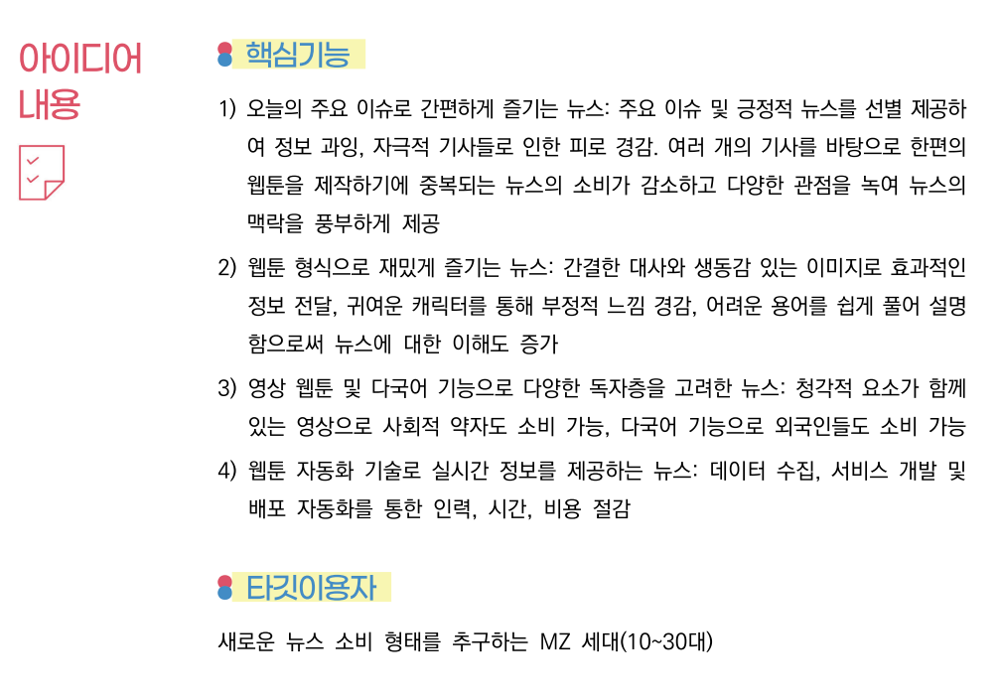 아이디어
내용
핵심기능
1) 오늘의 주요 이슈로 간편하게 즐기는 뉴스: 주요 이슈 및 긍정적 뉴스를 선별 제공하
여 정보 과잉, 자극적 기사들로 인한 피로 경감. 여러 개의 기사를 바탕으로 한편의
웹툰을 제작하기에 중복되는 뉴스의 소비가 감소하고 다양한 관점을 녹여 뉴스의
맥락을 풍부하게 제공
2) 웹툰 형식으로 재밌게 즐기는 뉴스: 간결한 대사와 생동감 있는 이미지로 효과적인
정보 전달, 귀여운 캐릭터를 통해 부정적 느낌 경감, 어려운 용어를 쉽게 풀어 설명
함으로써 뉴스에 대한 이해도 증가
3) 영상 웹툰 및 다국어 기능으로 다양한 독자층을 고려한 뉴스: 청각적 요소가 함께
있는 영상으로 사회적 약자도 소비 가능, 다국어 기능으로 외국인들도 소비 가능
4) 웹툰 자동화 기술로 실시간 정보를 제공하는 뉴스: 데이터 수집, 서비스 개발 및
배포 자동화를 통한 인력, 시간, 비용 절감
타깃이용자
새로운 뉴스 소비 형태를 추구하는 MZ 세대(10~30대)